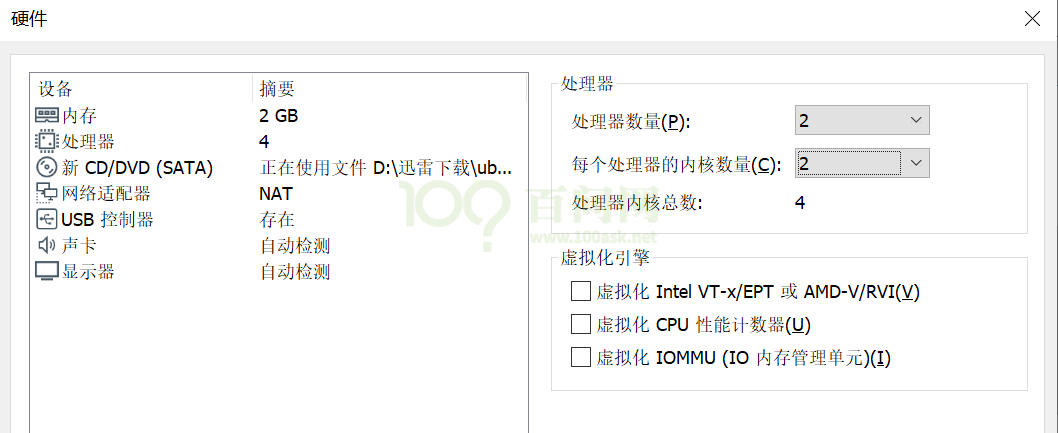 硬件
设备 摘要
内存 2 GB
处理器 4
新 CD/DVD (SATA) 正在使用文件 D:\迅雷下载\ub...
网络适配器 NAT
USB 控制器 存在
声卡 自动检测
显示器 自动检测
处理器
处理器数量(P): 2
每个处理器的内核数量(C): 2
处理器内核总数: 4
虚拟化引擎
虚拟化 Intel VT-x/EPT 或 AMD-V/RVI(V)
虚拟化 CPU 性能计数器(U)
虚拟化 IOMMU (IO 内存管理单元)(I)
100 百问网
www.100ask.net